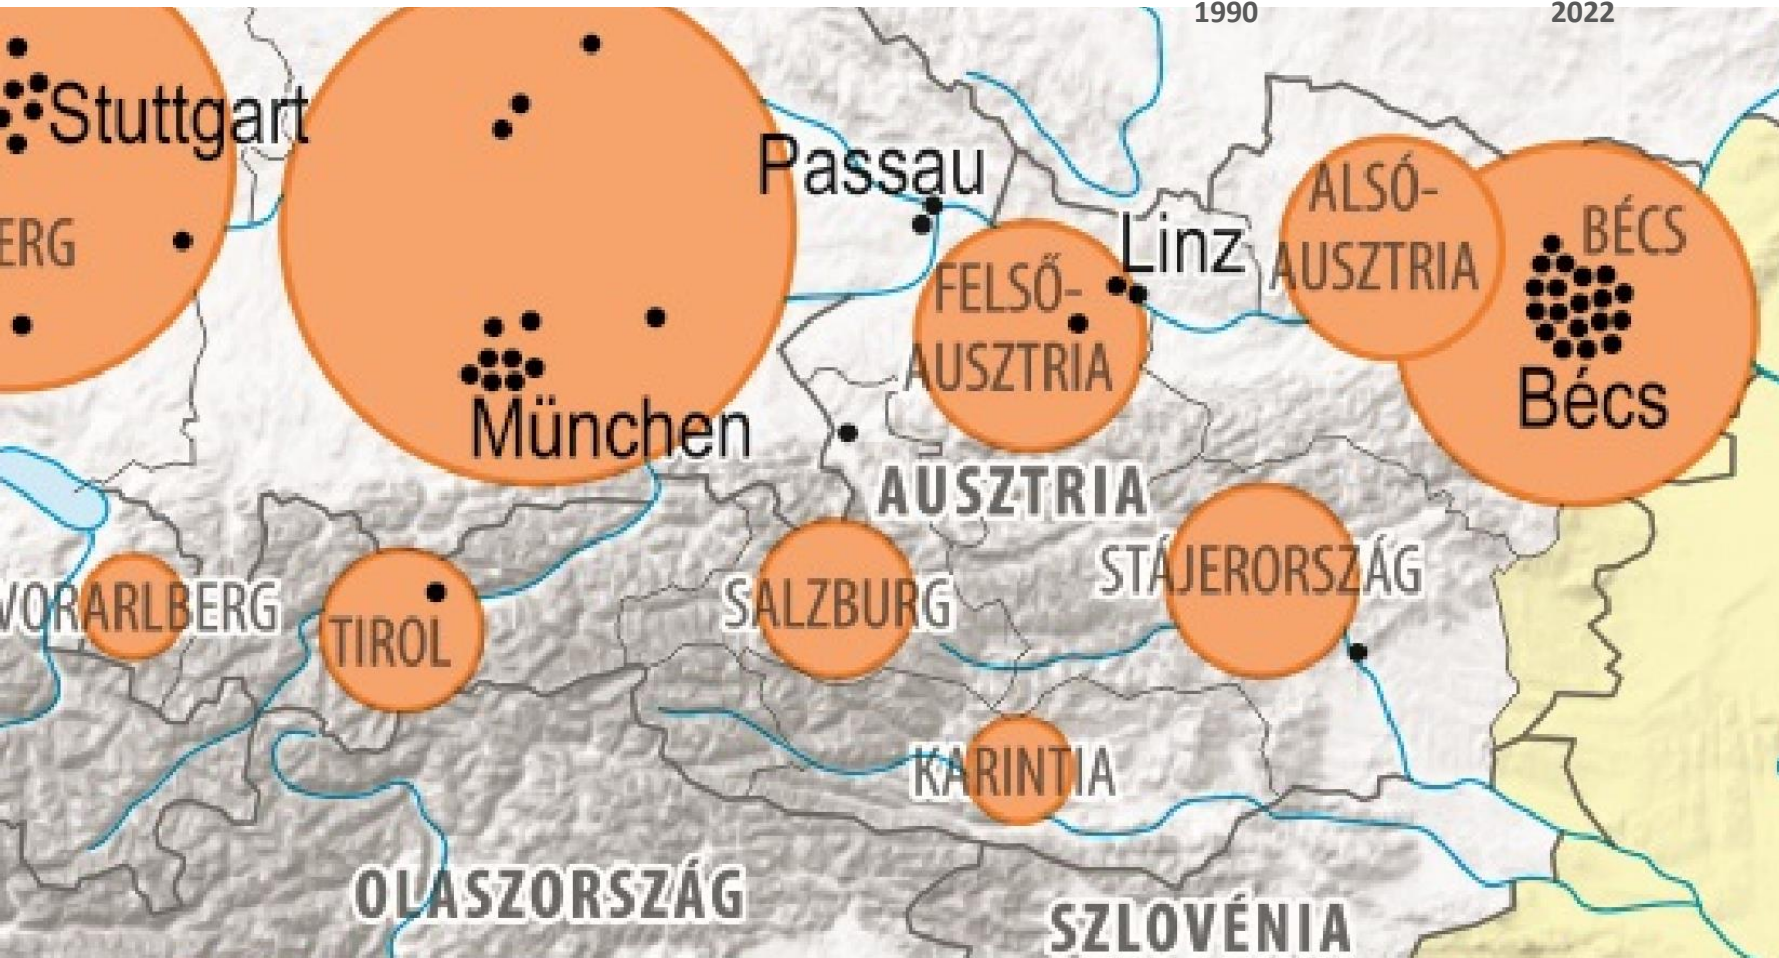 1990 2022
Stuttgart
Passau
ALSÓ-
AUSZTRIA
BÉCS
Linz
ERG
FELSŐ-
AUSZTRIA
Bécs
München
AUSZTRIA
VORARLBERG
TIROL
SALZBURG
STÁJERORSZÁG
KARINTIA
OLASZORSZÁG
SZLOVÉNIA